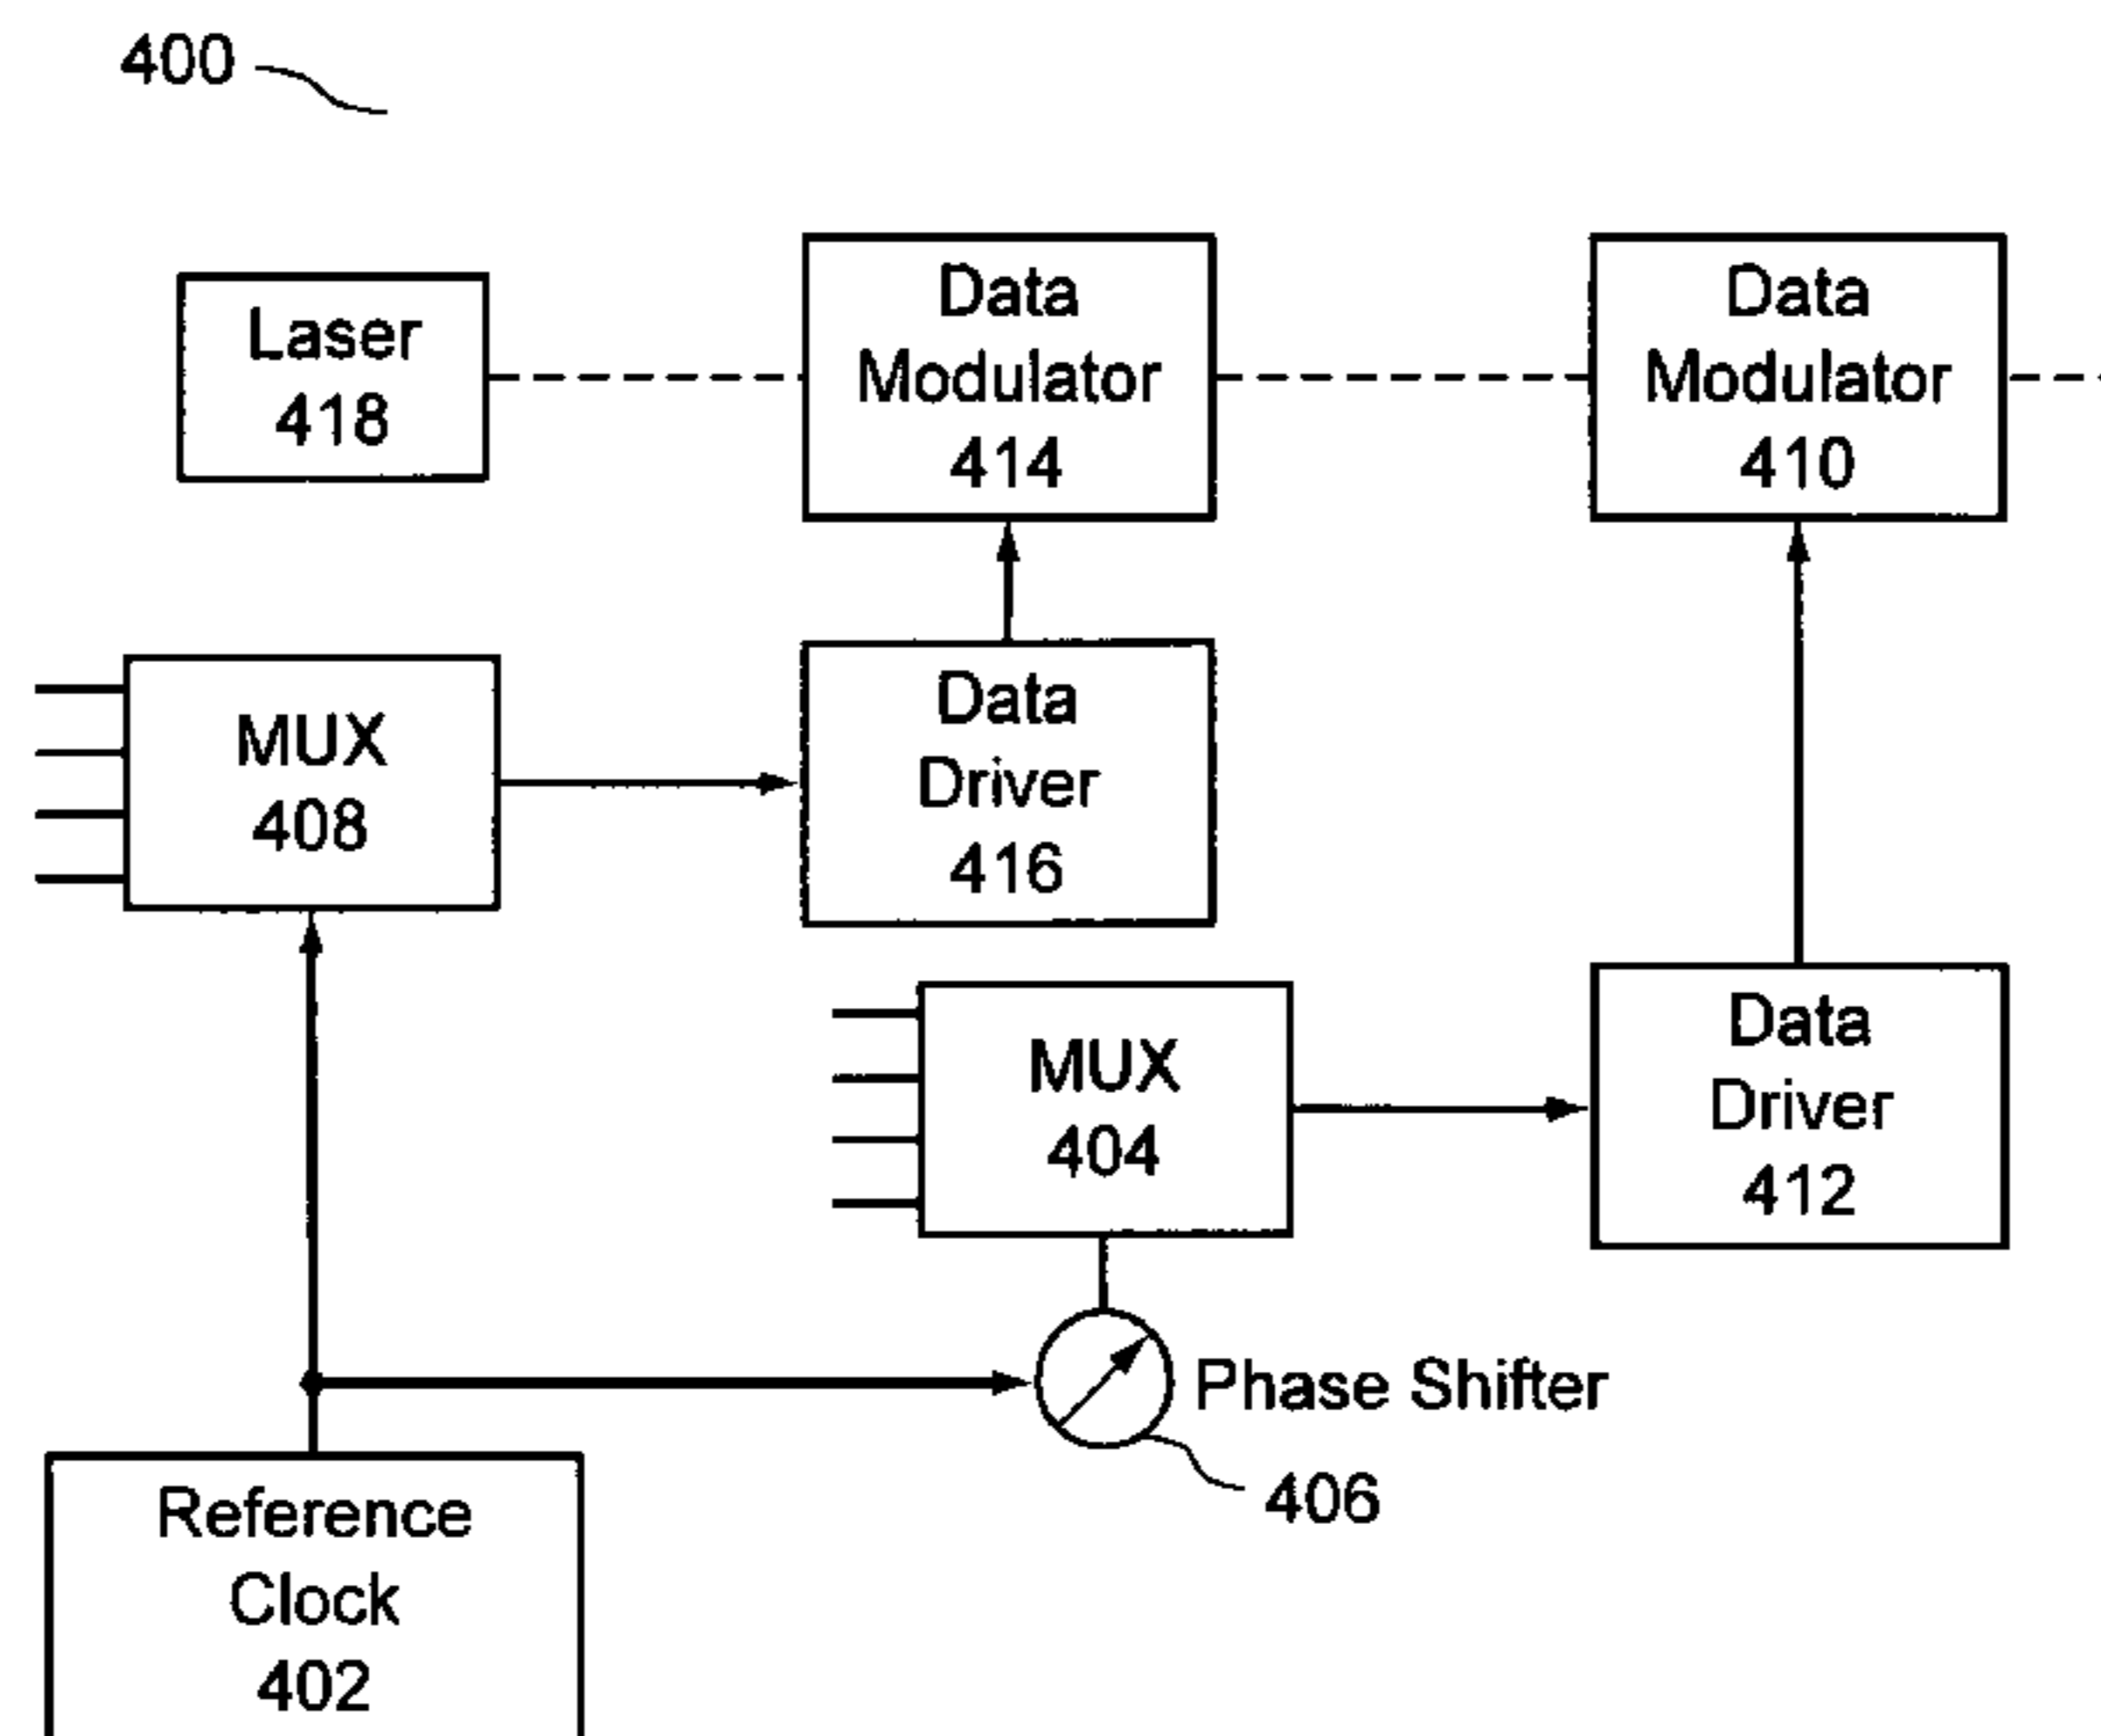 400
Laser
418
Data
Modulator
414
Data
Modulator
410
MUX
408
Data
Driver
416
MUX
404
Data
Driver
412
Phase Shifter
406
Reference
Clock
402